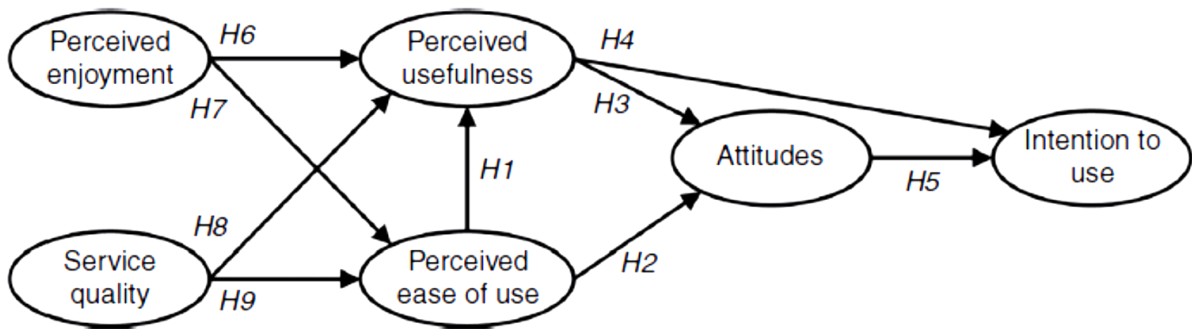 Perceived
enjoyment
H6
H7
Perceived
usefulness
H4
H3
H1
Attitudes
H5
Intention to
use
H8
Service
quality
H9
Perceived
ease of use
H2